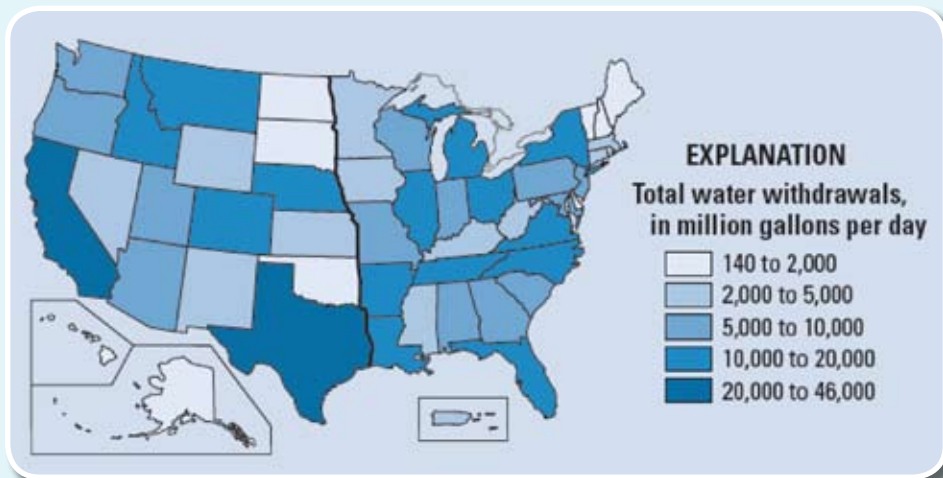 EXPLANATION
Total water withdrawals,
in million gallons per day
140 to 2,000
2,000 to 5,000
5,000 to 10,000
10,000 to 20,000
20,000 to 46,000